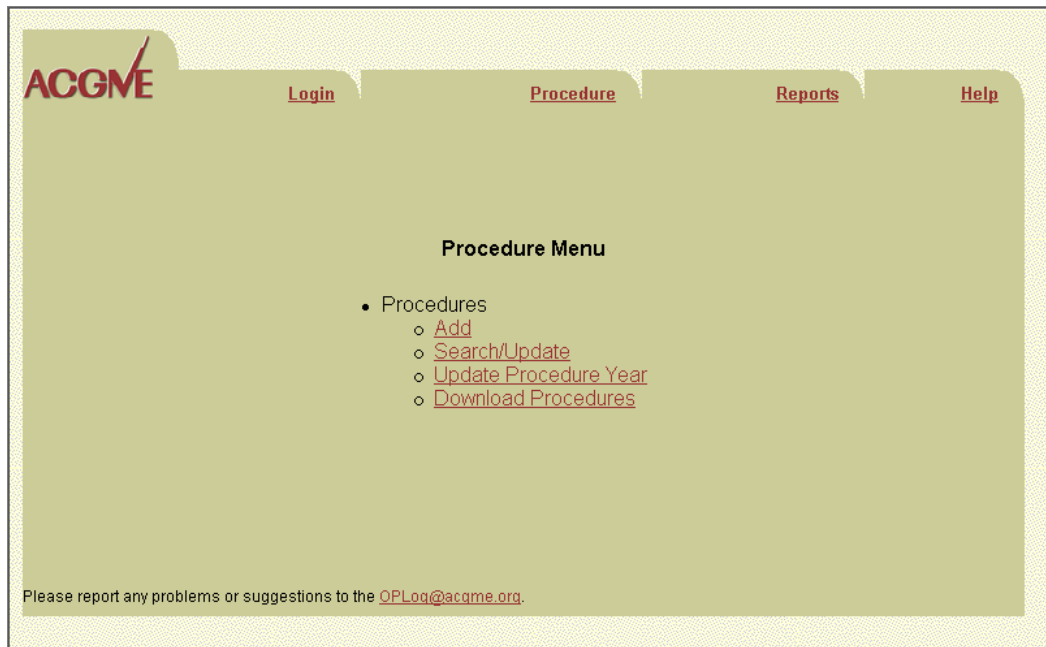 ACGME
Login Procedure Reports Help
Procedure Menu
Procedures
Add
Search/Update
Update Procedure Year
Download Procedures
Please report any problems or suggestions to the OPLog@acgme.org.